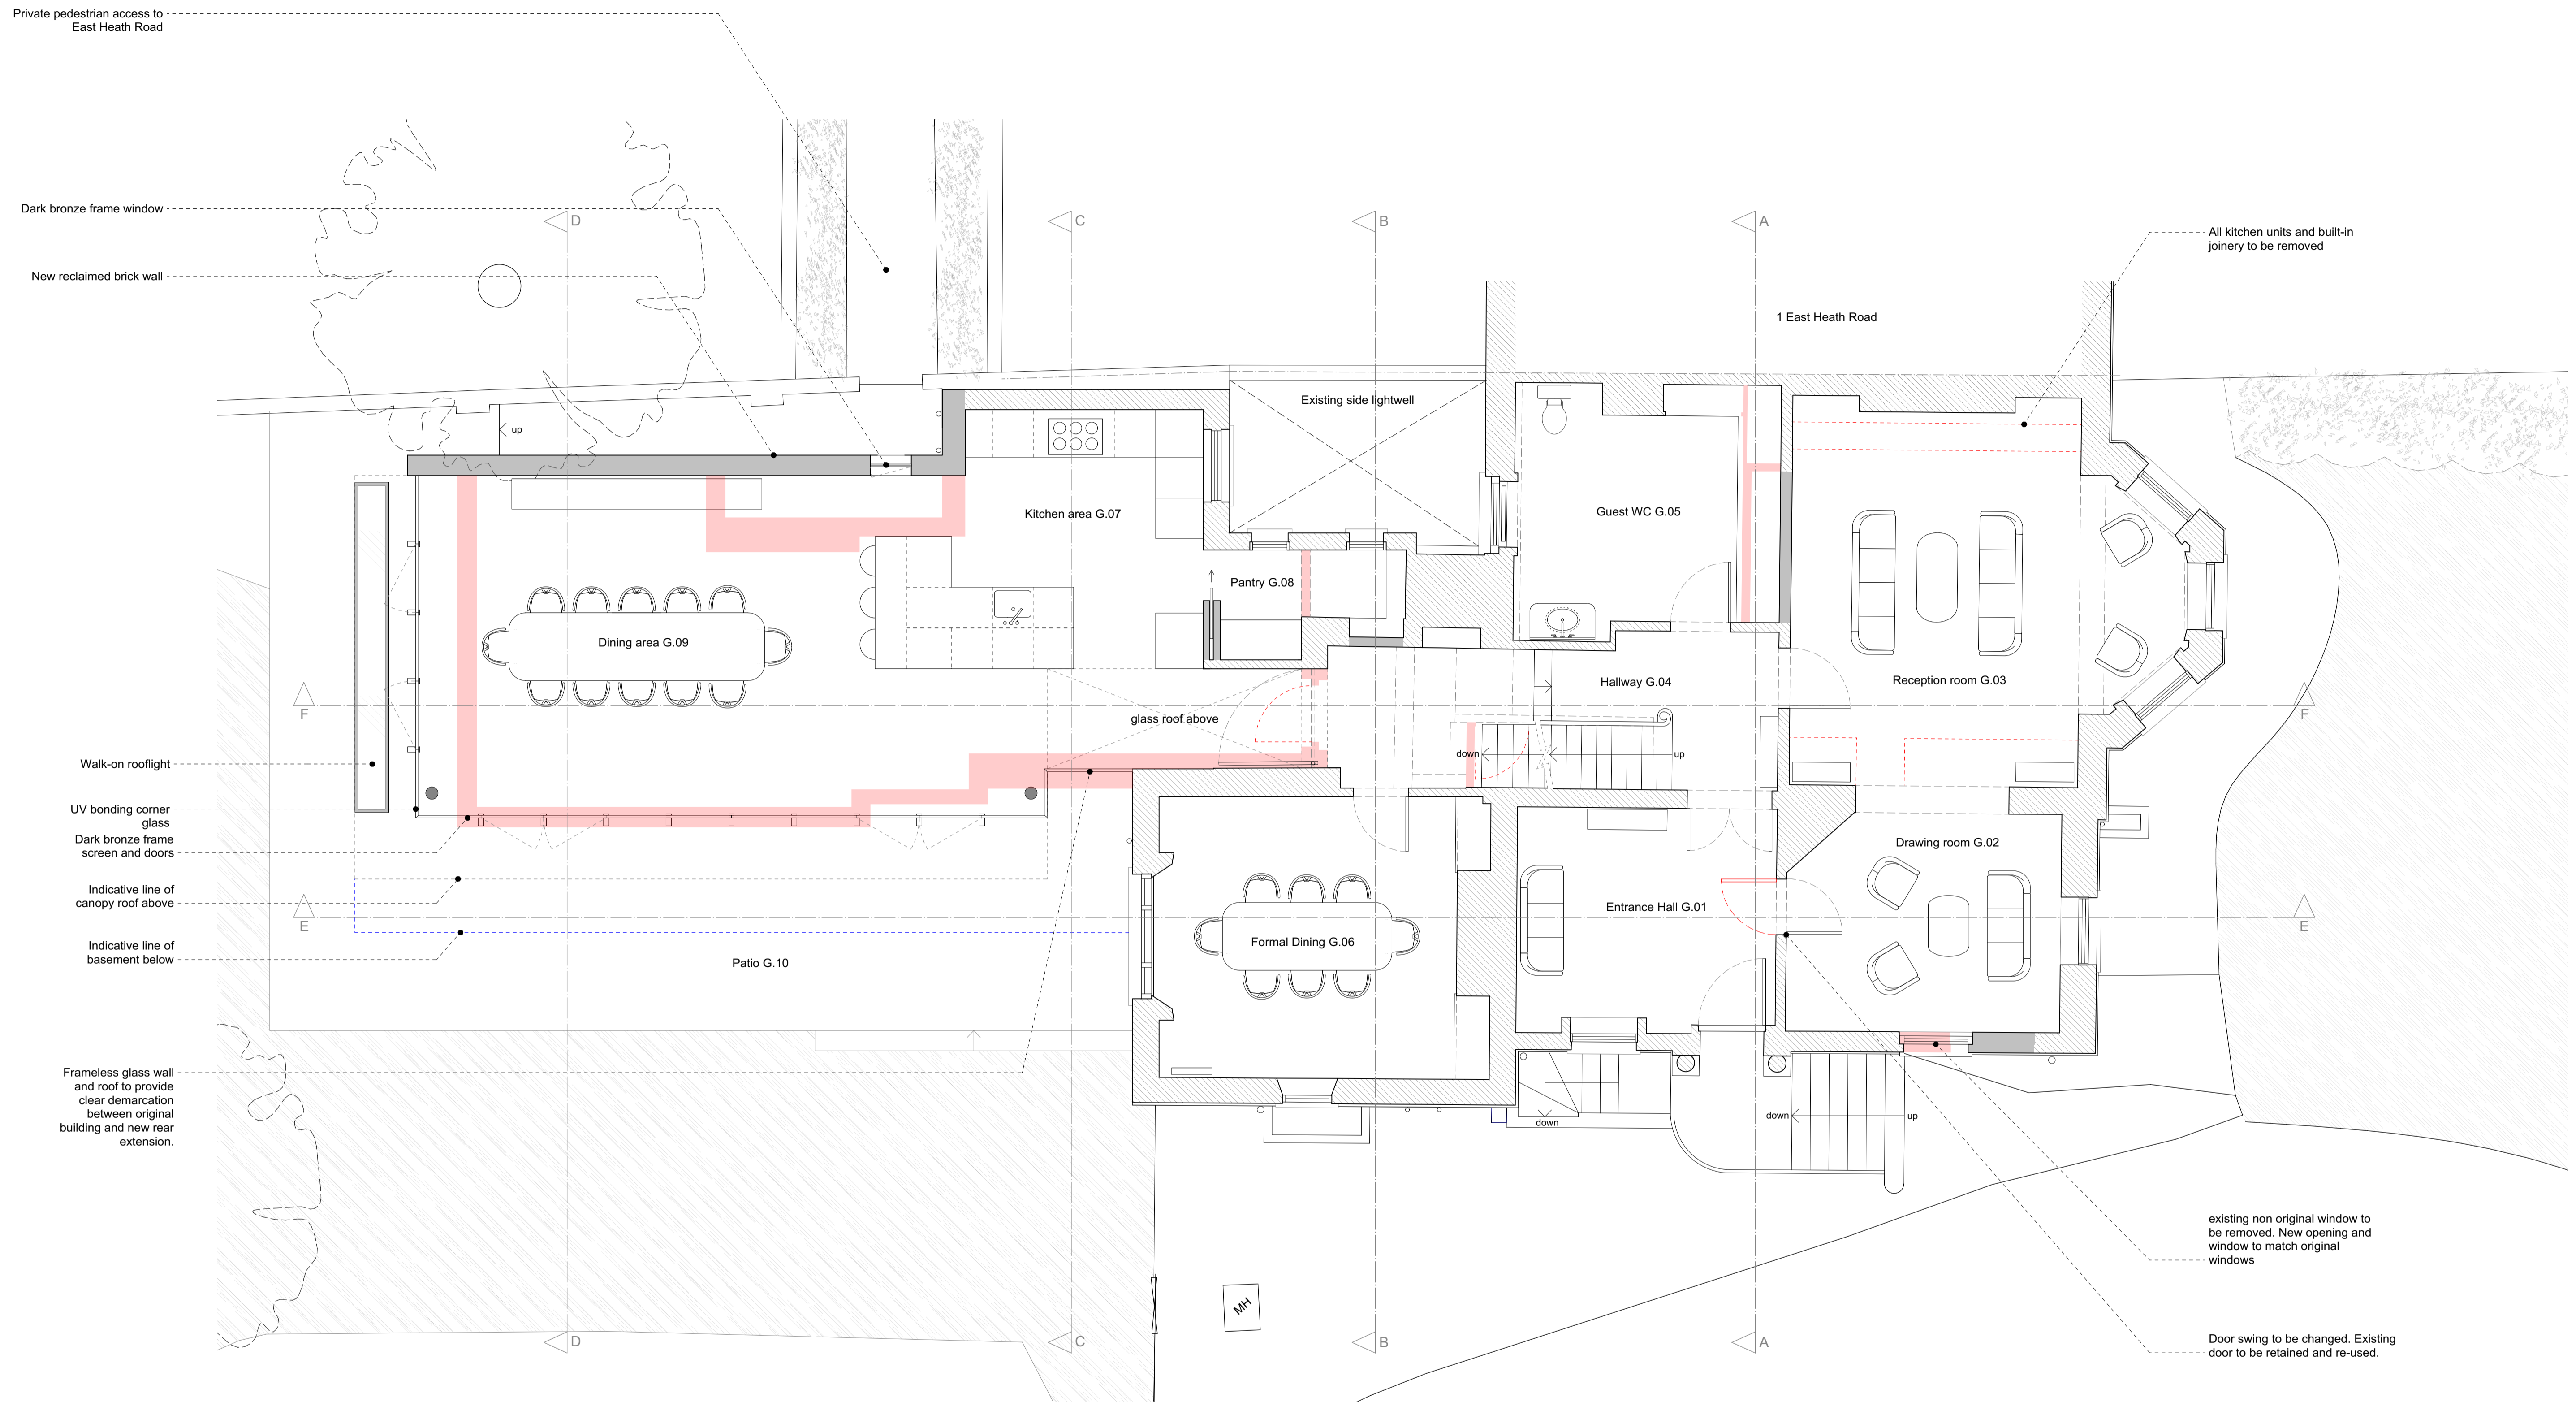 Private pedestrian access to
East Heath Road
Dark bronze frame window
New reclaimed brick wall
D
C
B
A
All kitchen units and built-in
joinery to be removed
1 East Heath Road
Existing side lightwell
up
Kitchen area G.07
Guest WC G.05
Pantry G.08
Dining area G.09
Hallway G.04
Reception room G.03
F
F
glass roof above
down
up
Walk-on rooflight
UV bonding corner
glass
Dark bronze frame
screen and doors
Drawing room G.02
Indicative line of
canopy roof above
E
Entrance Hall G.01
E
Formal Dining G.06
Indicative line of
basement below
Patio G.10
Frameless glass wall
and roof to provide
clear demarcation
between original
building and new rear
extension.
down
down
up
existing non original window to
be removed. New opening and
window to match original
windows
MH
D
C
B
A
Door swing to be changed. Existing
door to be retained and re-used.